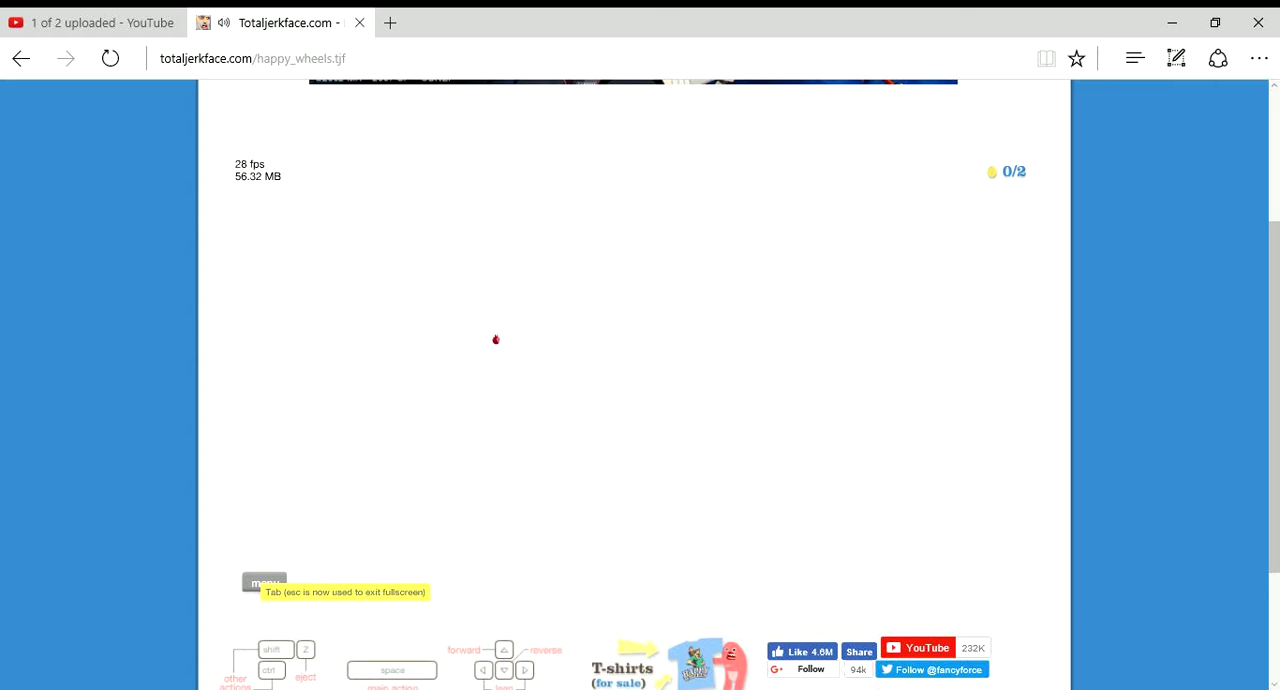 1 of 2 uploaded - YouTube
Totaljerkface.com -
totaljerkface.com/happy_wheels.tjf
28 fps
56.32 MB
0/2
menu
Tab (esc is now used to exit fullscreen)
shift Z
ctrl
other
actions
eject
space
main action
forward
reverse
lean
T-shirts
(for sale)
Like 4.6M Share YouTube 232K
G+ Follow 94k Follow @fancyforce